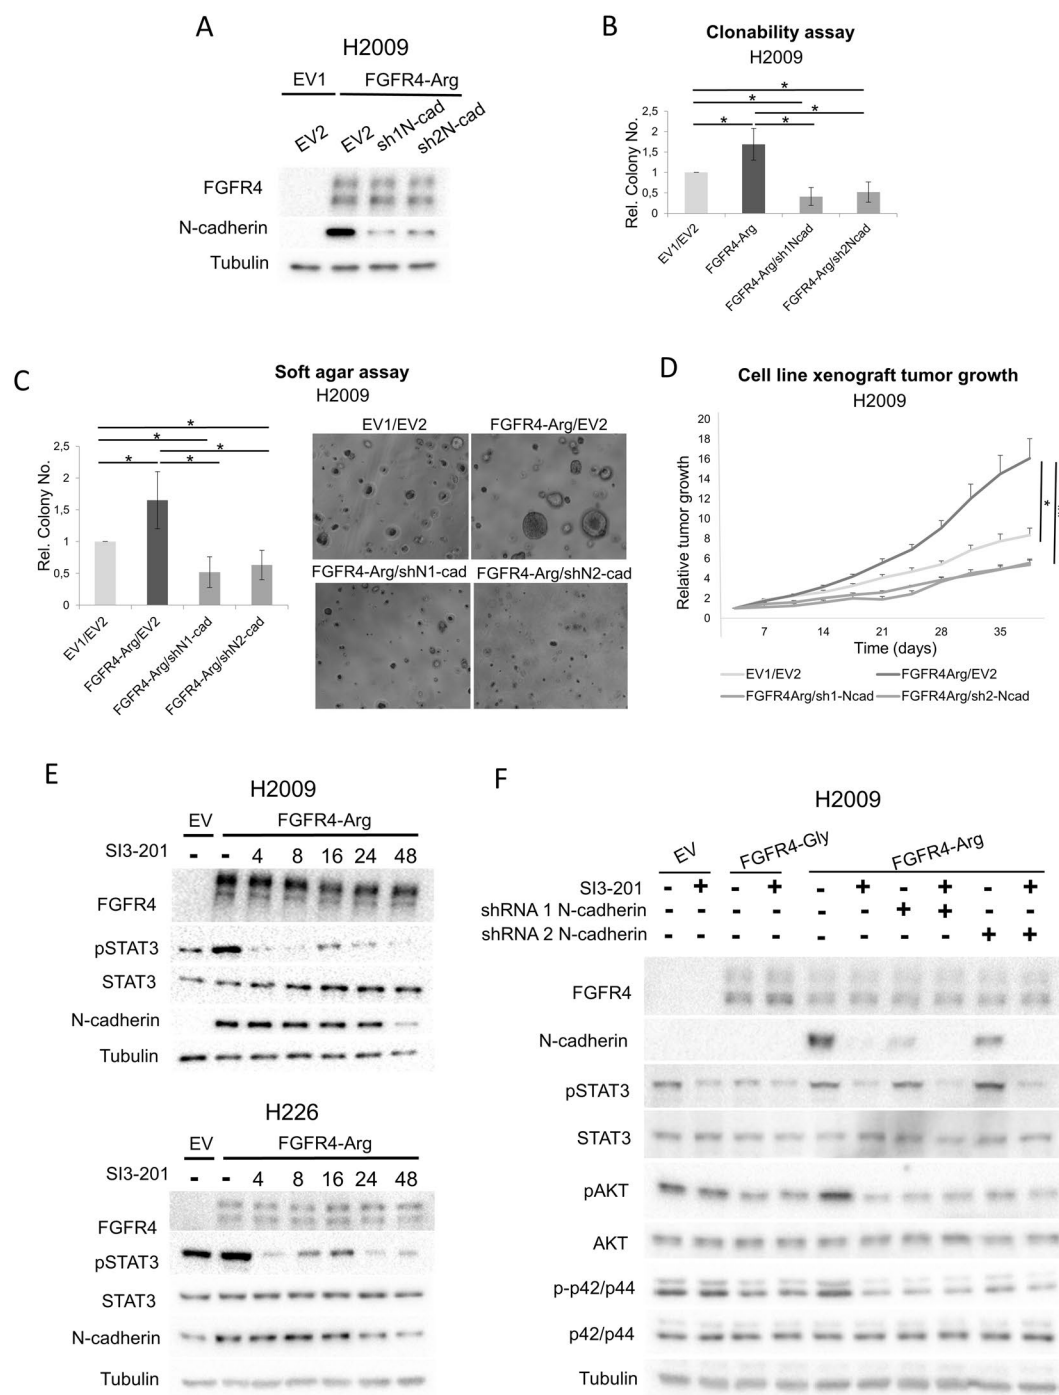 A
H2009
EV1 FGFR4-Arg
EV2 EV2 sh1N-cad sh2N-cad
FGFR4
N-cadherin
Tubulin
B
Clonability assay
H2009
* * * * *
Rel. Colony No.
2,5
2
1,5
1
0,5
0
EV1/EV2 FGFR4-Arg FGFR4-Arg/sh1Ncad FGFR4-Arg/sh2Ncad
C
Soft agar assay
H2009
* * * * *
Rel. Colony No.
2,5
2
1,5
1
0,5
0
EV1/EV2 FGFR4-Arg/EV2 FGFR4-Arg/shN1-cad FGFR4-Arg/shN2-cad
EV1/EV2 FGFR4-Arg/EV2
FGFR4-Arg/shN1-cad FGFR4-Arg/shN2-cad
D
Cell line xenograft tumor growth
H2009
Relative tumor growth
20
18
16
14
12
10
8
6
4
2
0
7 14 21 28 35
Time (days)
*
EV1/EV2 FGFR4Arg/EV2
FGFR4Arg/sh1-Ncad FGFR4Arg/sh2-Ncad
E
H2009
EV FGFR4-Arg
SI3-201 - - 4 8 16 24 48
FGFR4
pSTAT3
STAT3
N-cadherin
Tubulin
H226
EV FGFR4-Arg
SI3-201 - - 4 8 16 24 48
FGFR4
pSTAT3
STAT3
N-cadherin
Tubulin
F
H2009
EV FGFR4-Gly FGFR4-Arg
SI3-201 - + - + - + - + - +
shRNA 1 N-cadherin - - - - - - + + - -
shRNA 2 N-cadherin - - - - - - - - + +
FGFR4
N-cadherin
pSTAT3
STAT3
pAKT
AKT
p-p42/p44
p42/p44
Tubulin